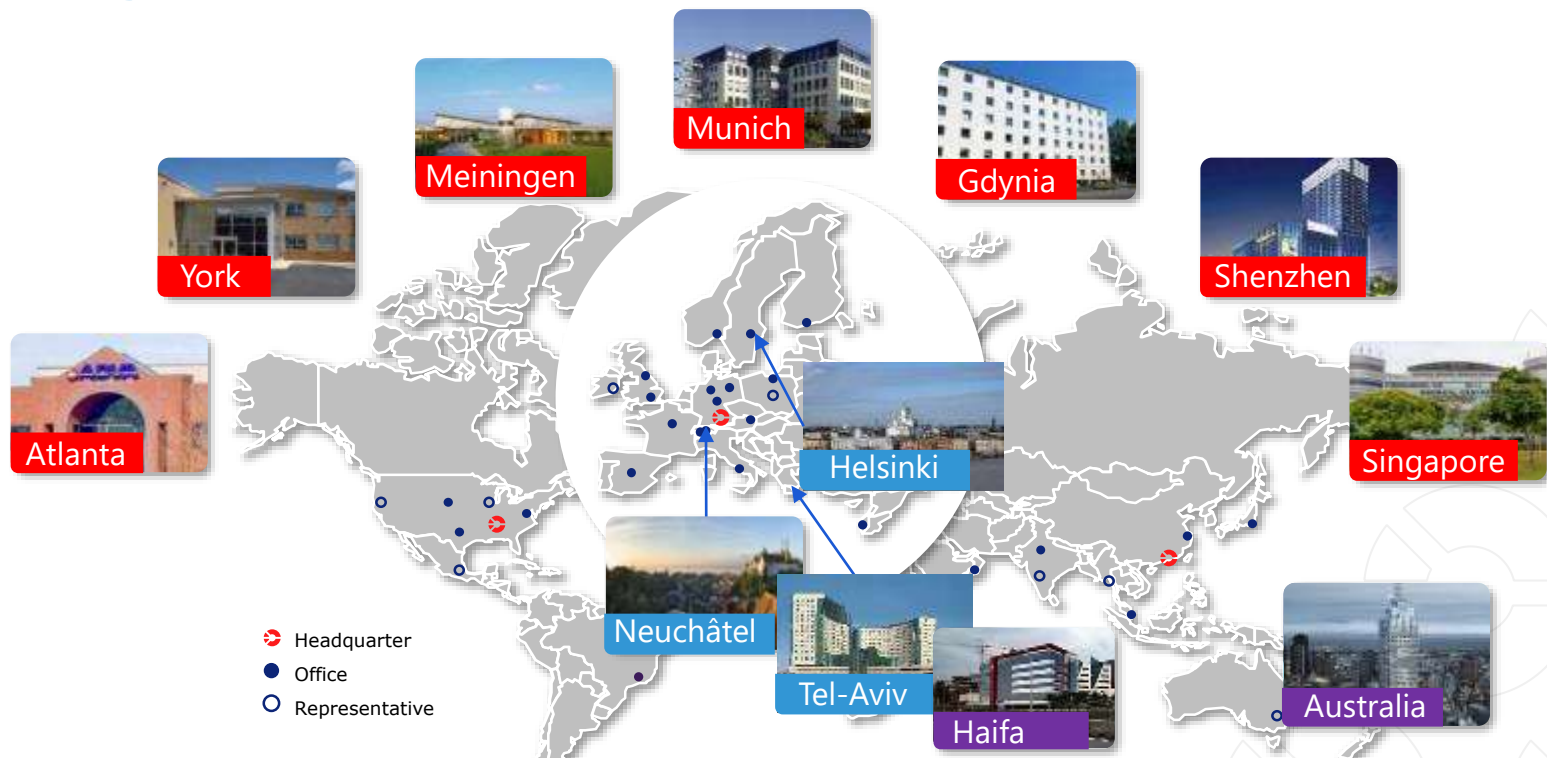 Munich
Meiningen
Gdynia
York
Shenzhen
Atlanta
Helsinki
Singapore
Neuchâtel
Tel-Aviv
Haifa
Australia
Headquarter
Office
Representative